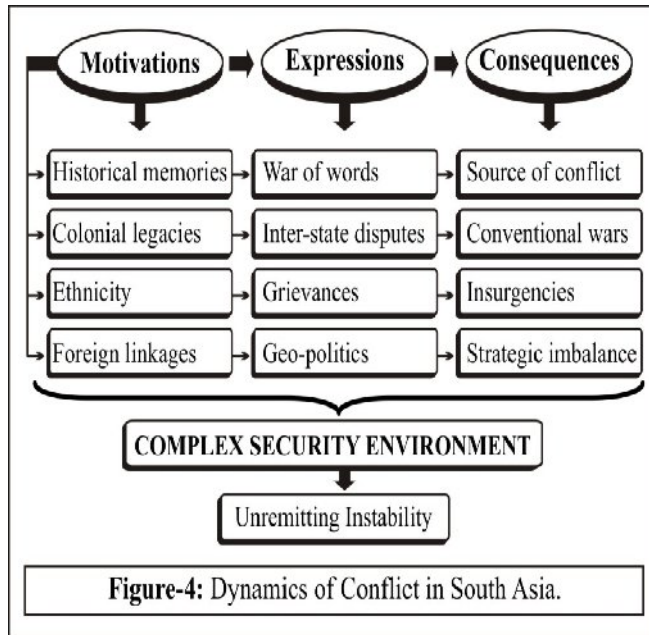 Motivations Expressions Consequences
Historical memories War of words Source of conflict
Colonial legacies Inter-state disputes Conventional wars
Ethnicity Grievances Insurgencies
Foreign linkages Geo-politics Strategic imbalance
COMPLEX SECURITY ENVIRONMENT
Unremitting Instability
Figure-4: Dynamics of Conflict in South Asia.